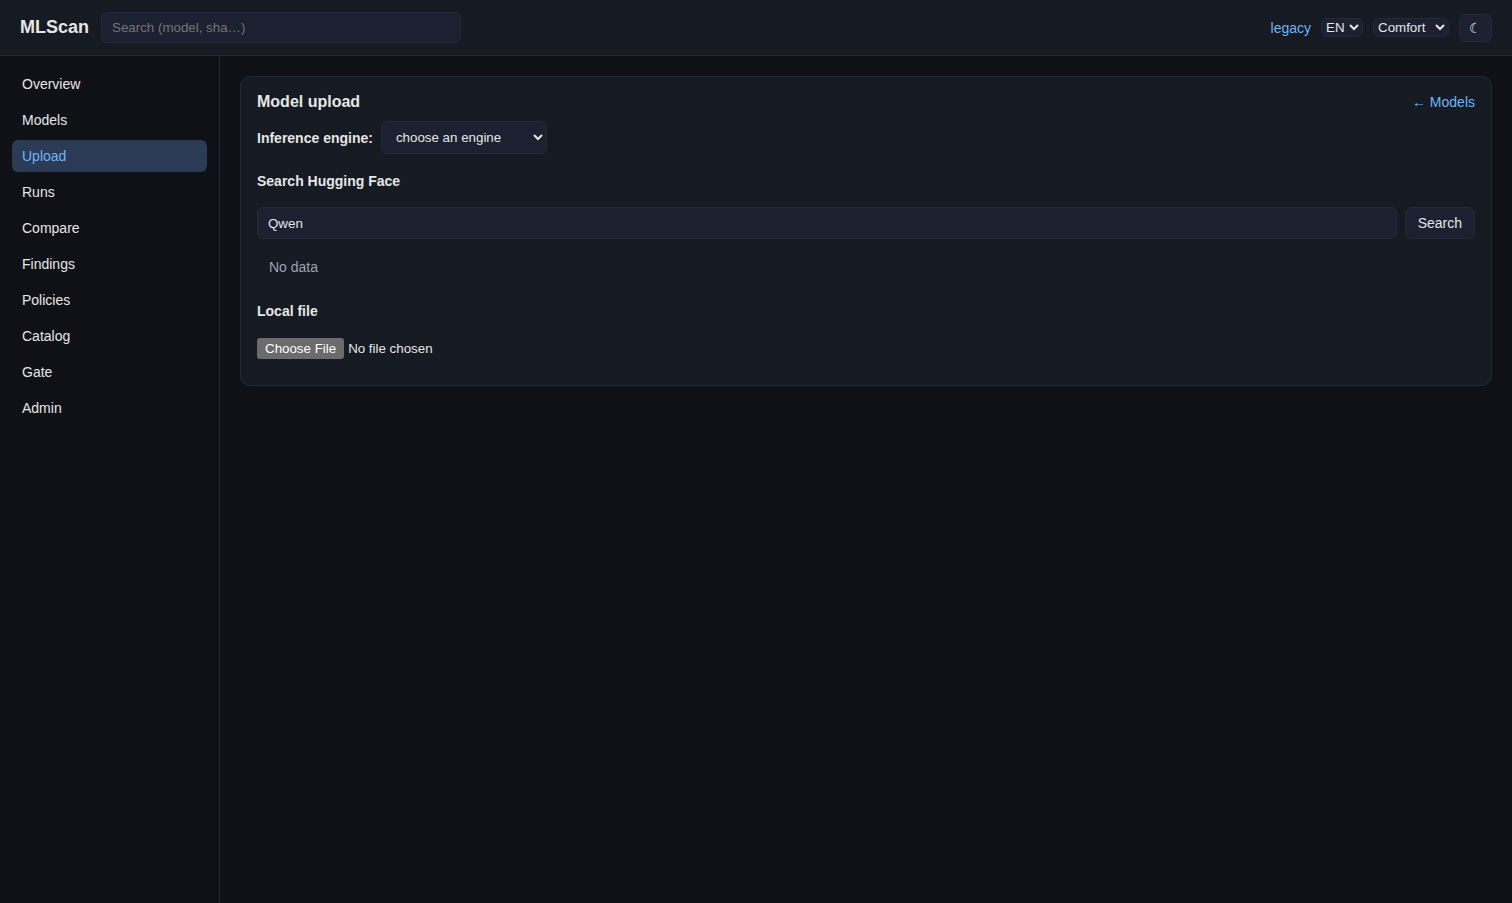 MLScan
Search (model, sha…)
legacy
EN
Comfort
Overview
Models
Upload
Runs
Compare
Findings
Policies
Catalog
Gate
Admin
Model upload
← Models
Inference engine:
choose an engine
Search Hugging Face
Qwen
Search
No data
Local file
Choose File
No file chosen